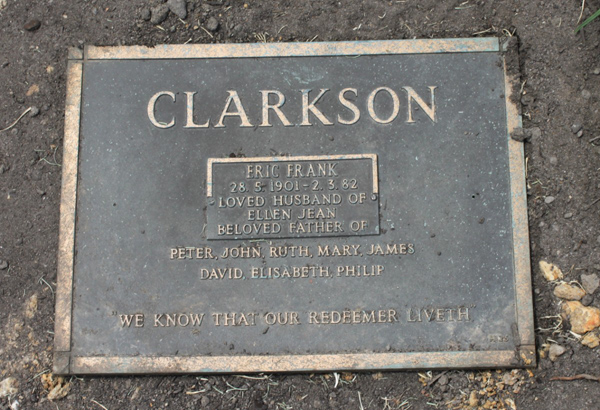 CLARKSON
ERIC FRANK
28.5.1901 - 2.3.82
LOVED HUSBAND OF
ELLEN JEAN
BELOVED FATHER OF
PETER, JOHN, RUTH, MARY, JAMES
DAVID, ELISABETH, PHILIP
"WE KNOW THAT OUR REDEEMER LIVETH